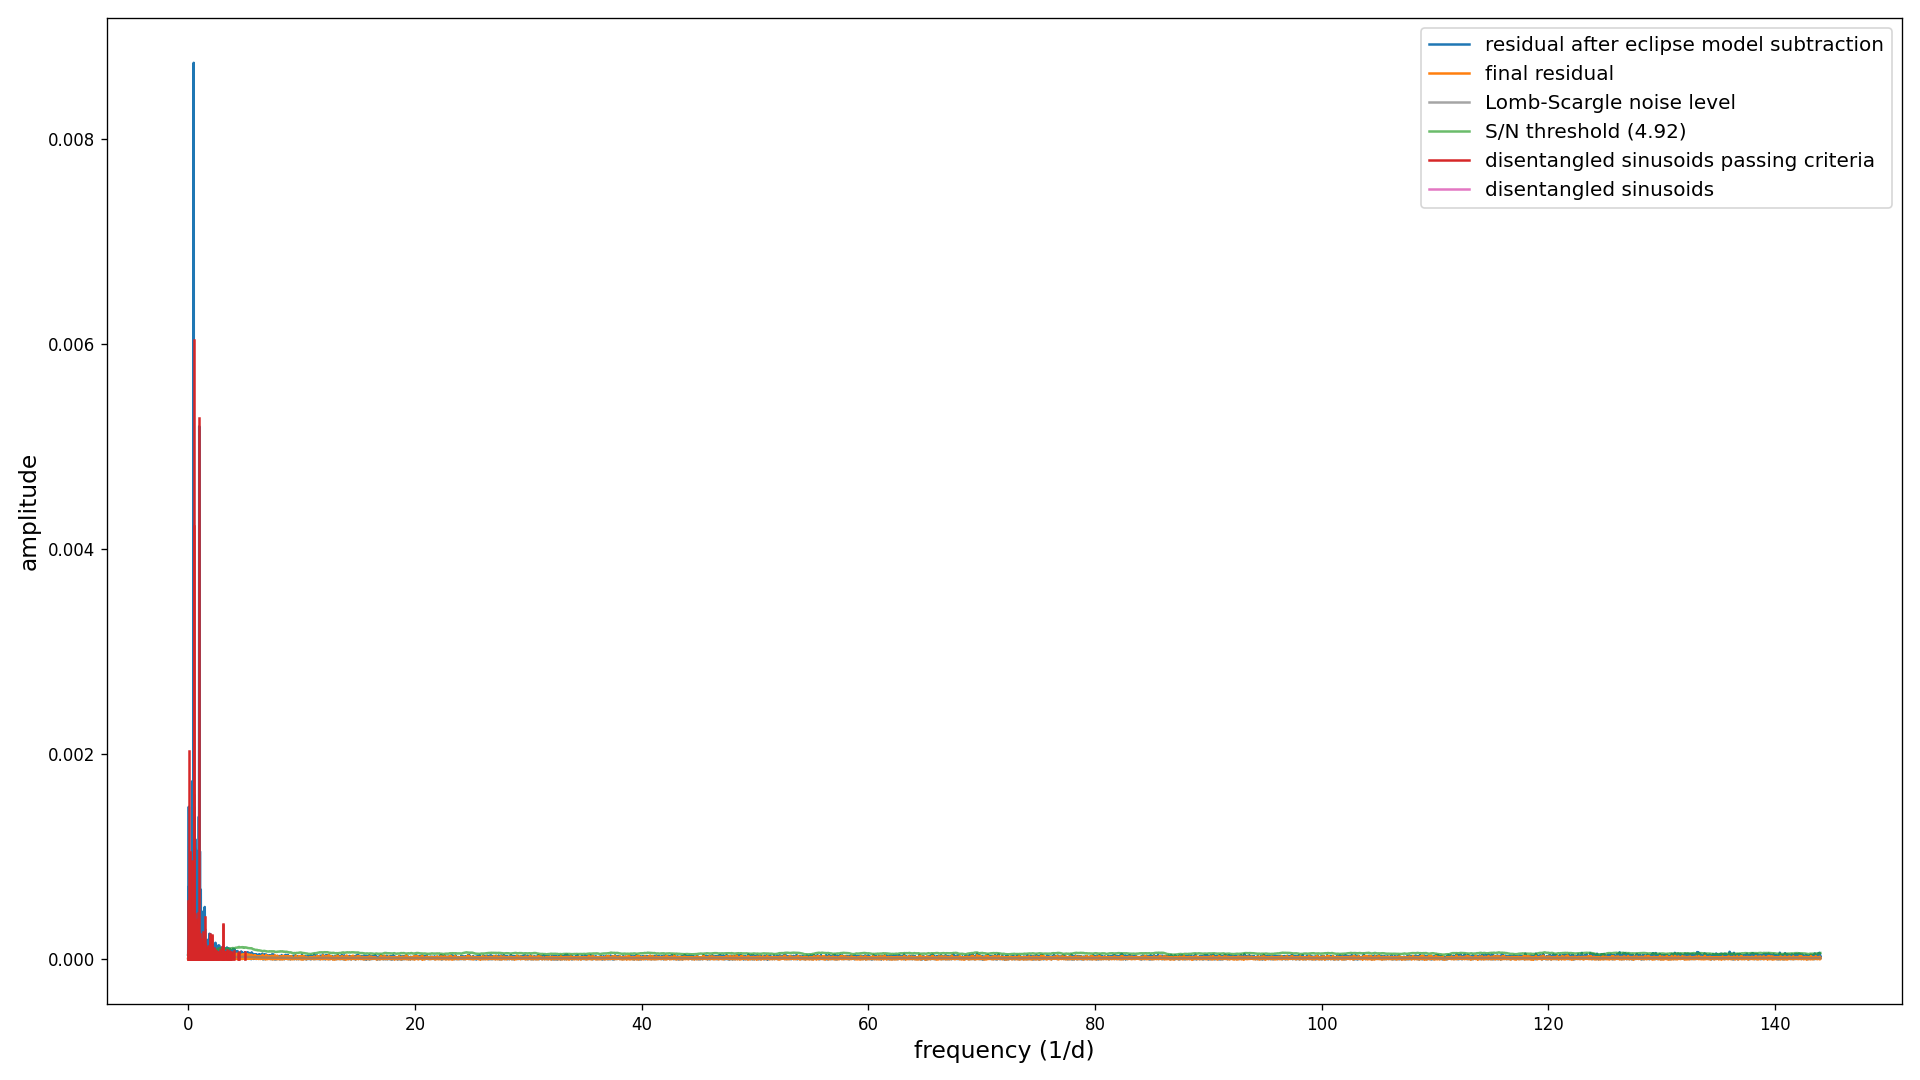 residual after eclipse model subtraction
final residual
Lomb-Scargle noise level
S/N threshold (4.92)
disentangled sinusoids passing criteria
disentangled sinusoids
amplitude
0.008
0.006
0.004
0.002
0.000
0 20 40 60 80 100 120 140
frequency (1/d)